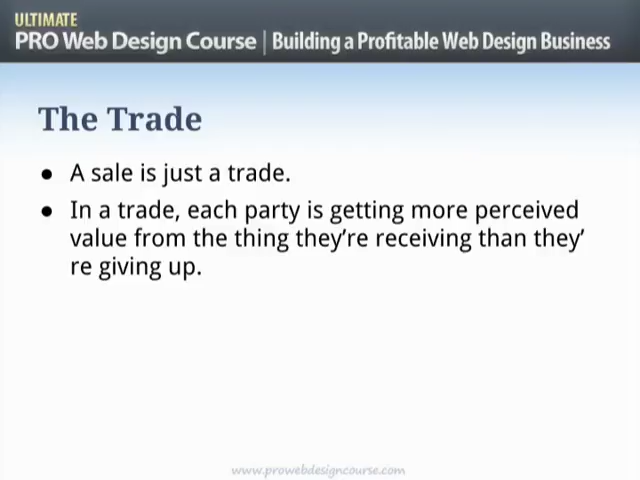 ULTIMATE
PRO Web Design Course | Building a Profitable Web Design Business
The Trade
● A sale is just a trade.
● In a trade, each party is getting more perceived
value from the thing they’re receiving than they’
re giving up.
www.prowebdesigncourse.com